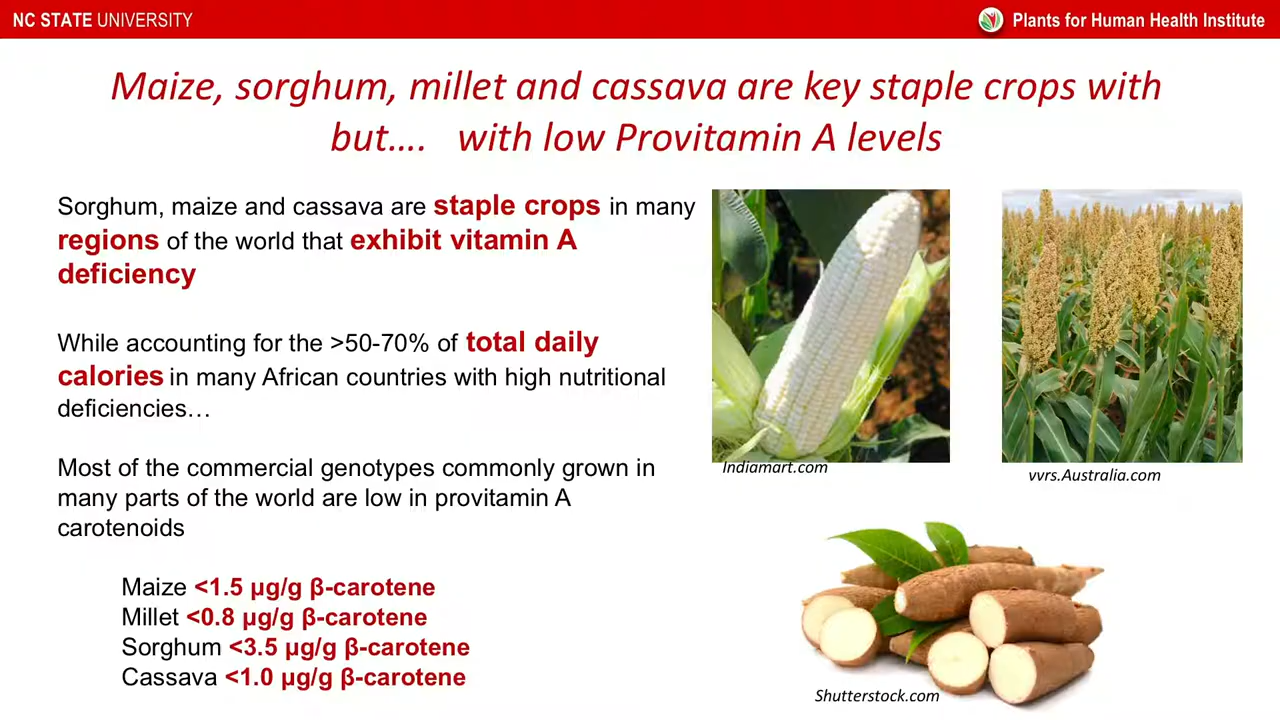 NC STATE UNIVERSITY
Plants for Human Health Institute
Maize, sorghum, millet and cassava are key staple crops with
but.... with low Provitamin A levels
Sorghum, maize and cassava are staple crops in many
regions of the world that exhibit vitamin A
deficiency
While accounting for the >50-70% of total daily
calories in many African countries with high nutritional
deficiencies…
Most of the commercial genotypes commonly grown in
many parts of the world are low in provitamin A
carotenoids
Maize <1.5 µg/g β-carotene
Millet <0.8 µg/g β-carotene
Sorghum <3.5 µg/g β-carotene
Cassava <1.0 µg/g β-carotene
Indiamart.com
vvrs.Australia.com
Shutterstock.com